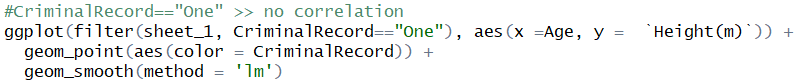 #CriminalRecord=="One" >> no correlation
ggplot(filter(sheet_1, CriminalRecord=="One"), aes(x =Age, y =  `Height(m)`)) +
  geom_point(aes(color = CriminalRecord)) +
  geom_smooth(method = 'lm')